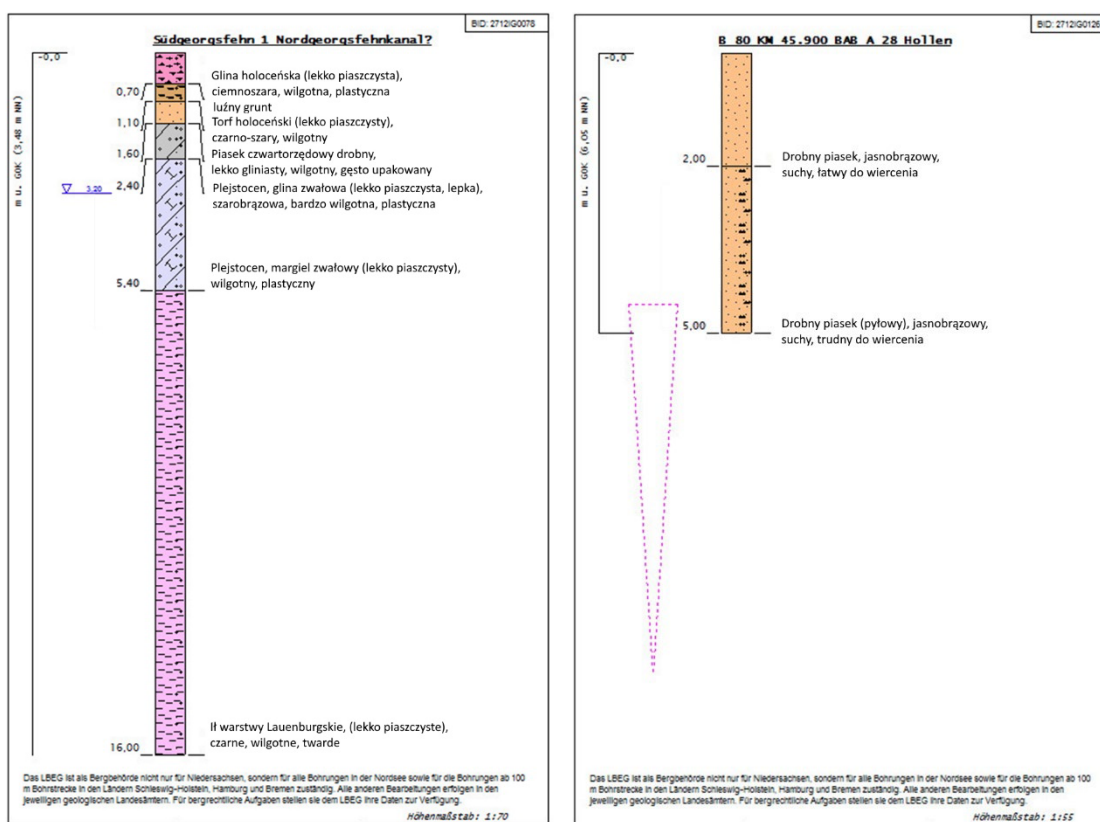 BID: 2712IG0078
Südgeorgsfehn 1 Nordgeorgsfehnkanal?
m u. GOK (3,48 m NN)
-0,0
Glina holoceńska (lekko piaszczysta),
ciemnoszara, wilgotna, plastyczna
0,70
luźny grunt
Torf holoceński (lekko piaszczysty),
czarno-szary, wilgotny
1,10
Piasek czwartorzędowy drobny,
lekko gliniasty, wilgotny, gęsto upakowany
1,60
Plejstocen, glina zwałowa (lekko piaszczysta, lepka),
szarobrązowa, bardzo wilgotna, plastyczna
2,40
3,20
Plejstocen, margiel zwałowy (lekko piaszczysty),
wilgotny, plastyczny
5,40
Ił warstwy Lauenburgskie, (lekko piaszczyste),
czarne, wilgotne, twarde
16,00
Das LBEG ist als Bergbehörde nicht nur für Niedersachsen, sondern für alle Bohrungen in der Nordsee sowie für die Bohrungen ab 100
m Bohrstrecke in den Ländern Schleswig-Holstein, Hamburg und Bremen zuständig. Alle anderen Bearbeitungen erfolgen in den
jeweiligen geologischen Landesämtern. Für bergrechtliche Aufgaben stellen sie dem LBEG ihre Daten zur Verfügung.
Höhenmaßstab: 1:70
BID: 2712IG0126
B 80 KM 45.900 BAB A 28 Hollen
m u. GOK (6,05 m NN)
-0,0
2,00
Drobny piasek, jasnobrązowy,
suchy, łatwy do wiercenia
5,00
Drobny piasek (pyłowy), jasnobrązowy,
suchy, trudny do wiercenia
Das LBEG ist als Bergbehörde nicht nur für Niedersachsen, sondern für alle Bohrungen in der Nordsee sowie für die Bohrungen ab 100
m Bohrstrecke in den Ländern Schleswig-Holstein, Hamburg und Bremen zuständig. Alle anderen Bearbeitungen erfolgen in den
jeweiligen geologischen Landesämtern. Für bergrechtliche Aufgaben stellen sie dem LBEG ihre Daten zur Verfügung.
Höhenmaßstab: 1:55